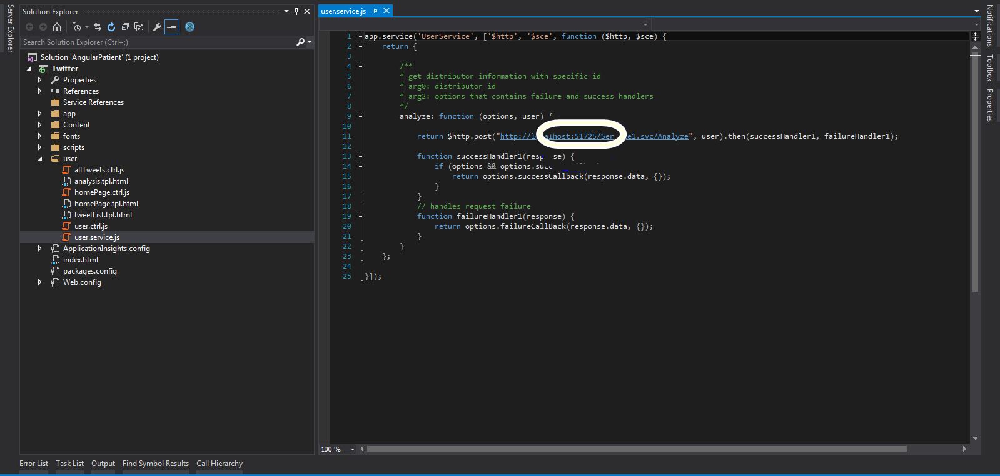 Server Explorer
Solution Explorer
Search Solution Explorer (Ctrl+;)
Solution 'AngularPatient' (1 project)
Twitter
Properties
References
Service References
app
Content
fonts
scripts
user
allTweets.ctrl.js
analysis.tpl.html
homePage.ctrl.js
homePage.tpl.html
tweetList.tpl.html
user.ctrl.js
user.service.js
ApplicationInsights.config
index.html
packages.config
Web.config
user.service.js
1 app.service('UserService', ['$http', '$sce', function ($http, $sce) {
2 return {
3
4 /**
5 * get distributor information with specific id
6 * arg0: distributor id
7 * arg2: options that contains failure and success handlers
8 */
9 analyze: function (options, user) {
10
11 return $http.post("http://localhost:51725/Ser e1.svc/Analyze", user).then(successHandler1, failureHandler1);
12
13 function successHandler1(resp se) {
14 if (options && options.succ
15 return options.successCallback(response.data, {});
16 }
17 }
18 // handles request failure
19 function failureHandler1(response) {
20 return options.failureCallBack(response.data, {});
21 }
22 }
23 };
24
25 }]);
100 %
Notifications
Toolbox
Properties
Error List Task List Output Find Symbol Results Call Hierarchy